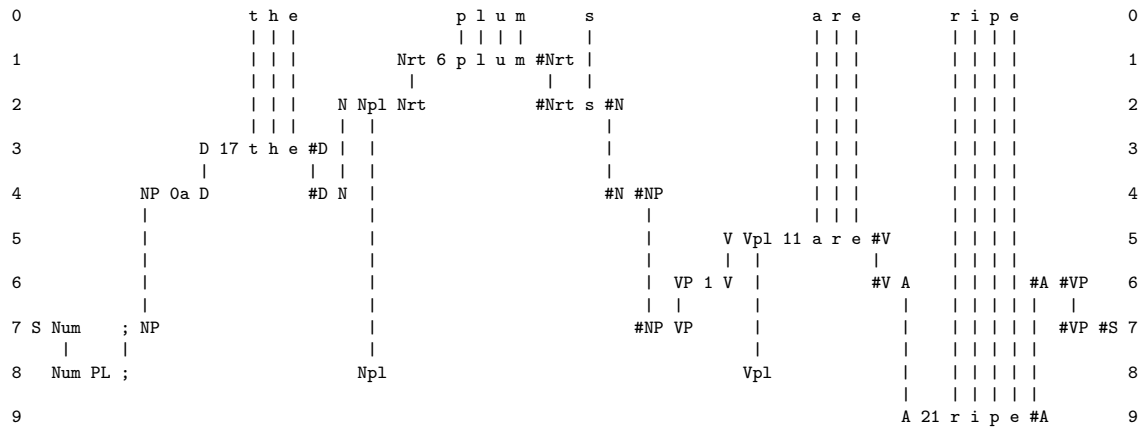 0 t h e p l u m s a r e r i p e 0
1 Nrt 6 p l u m #Nrt 1
2 N Npl Nrt #Nrt s #N 2
3 D 17 t h e #D 3
4 NP 0a D #D N #N #NP 4
5 V Vpl 11 a r e #V 5
6 VP 1 V #V A #A #VP 6
7 S Num ; NP #NP VP #VP #S 7
8 Num PL ; Npl Vpl 8
9 A 21 r i p e #A 9